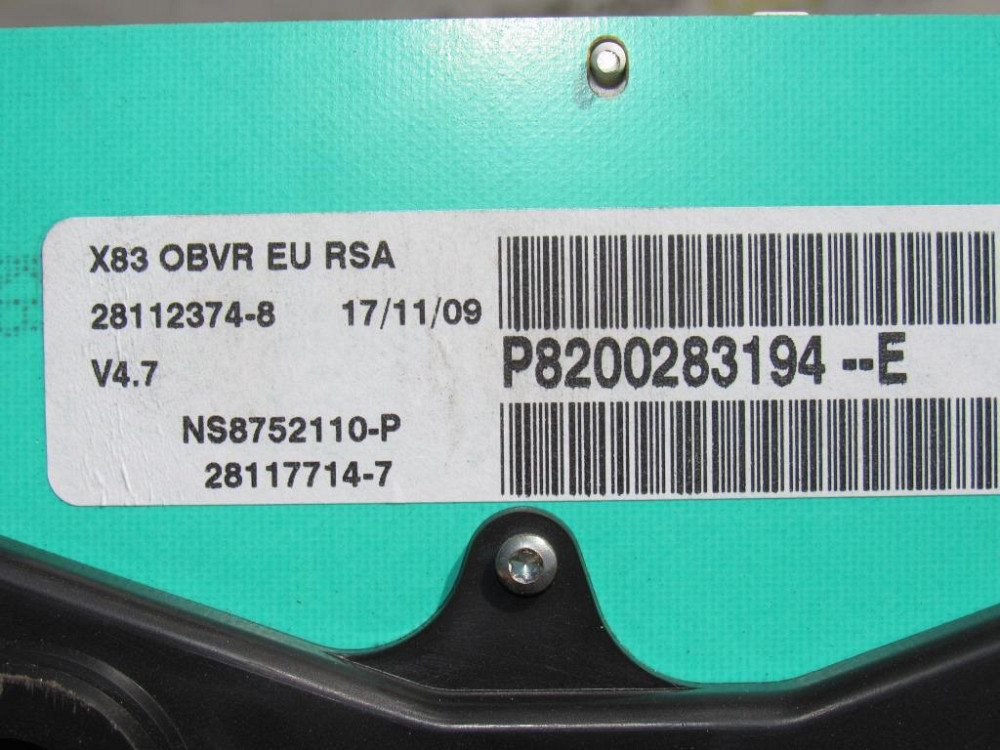 X83 OBVR EU RSA
28112374-8 17/11/09
V4.7
P8200283194 --E
NS8752110-P
28117714-7